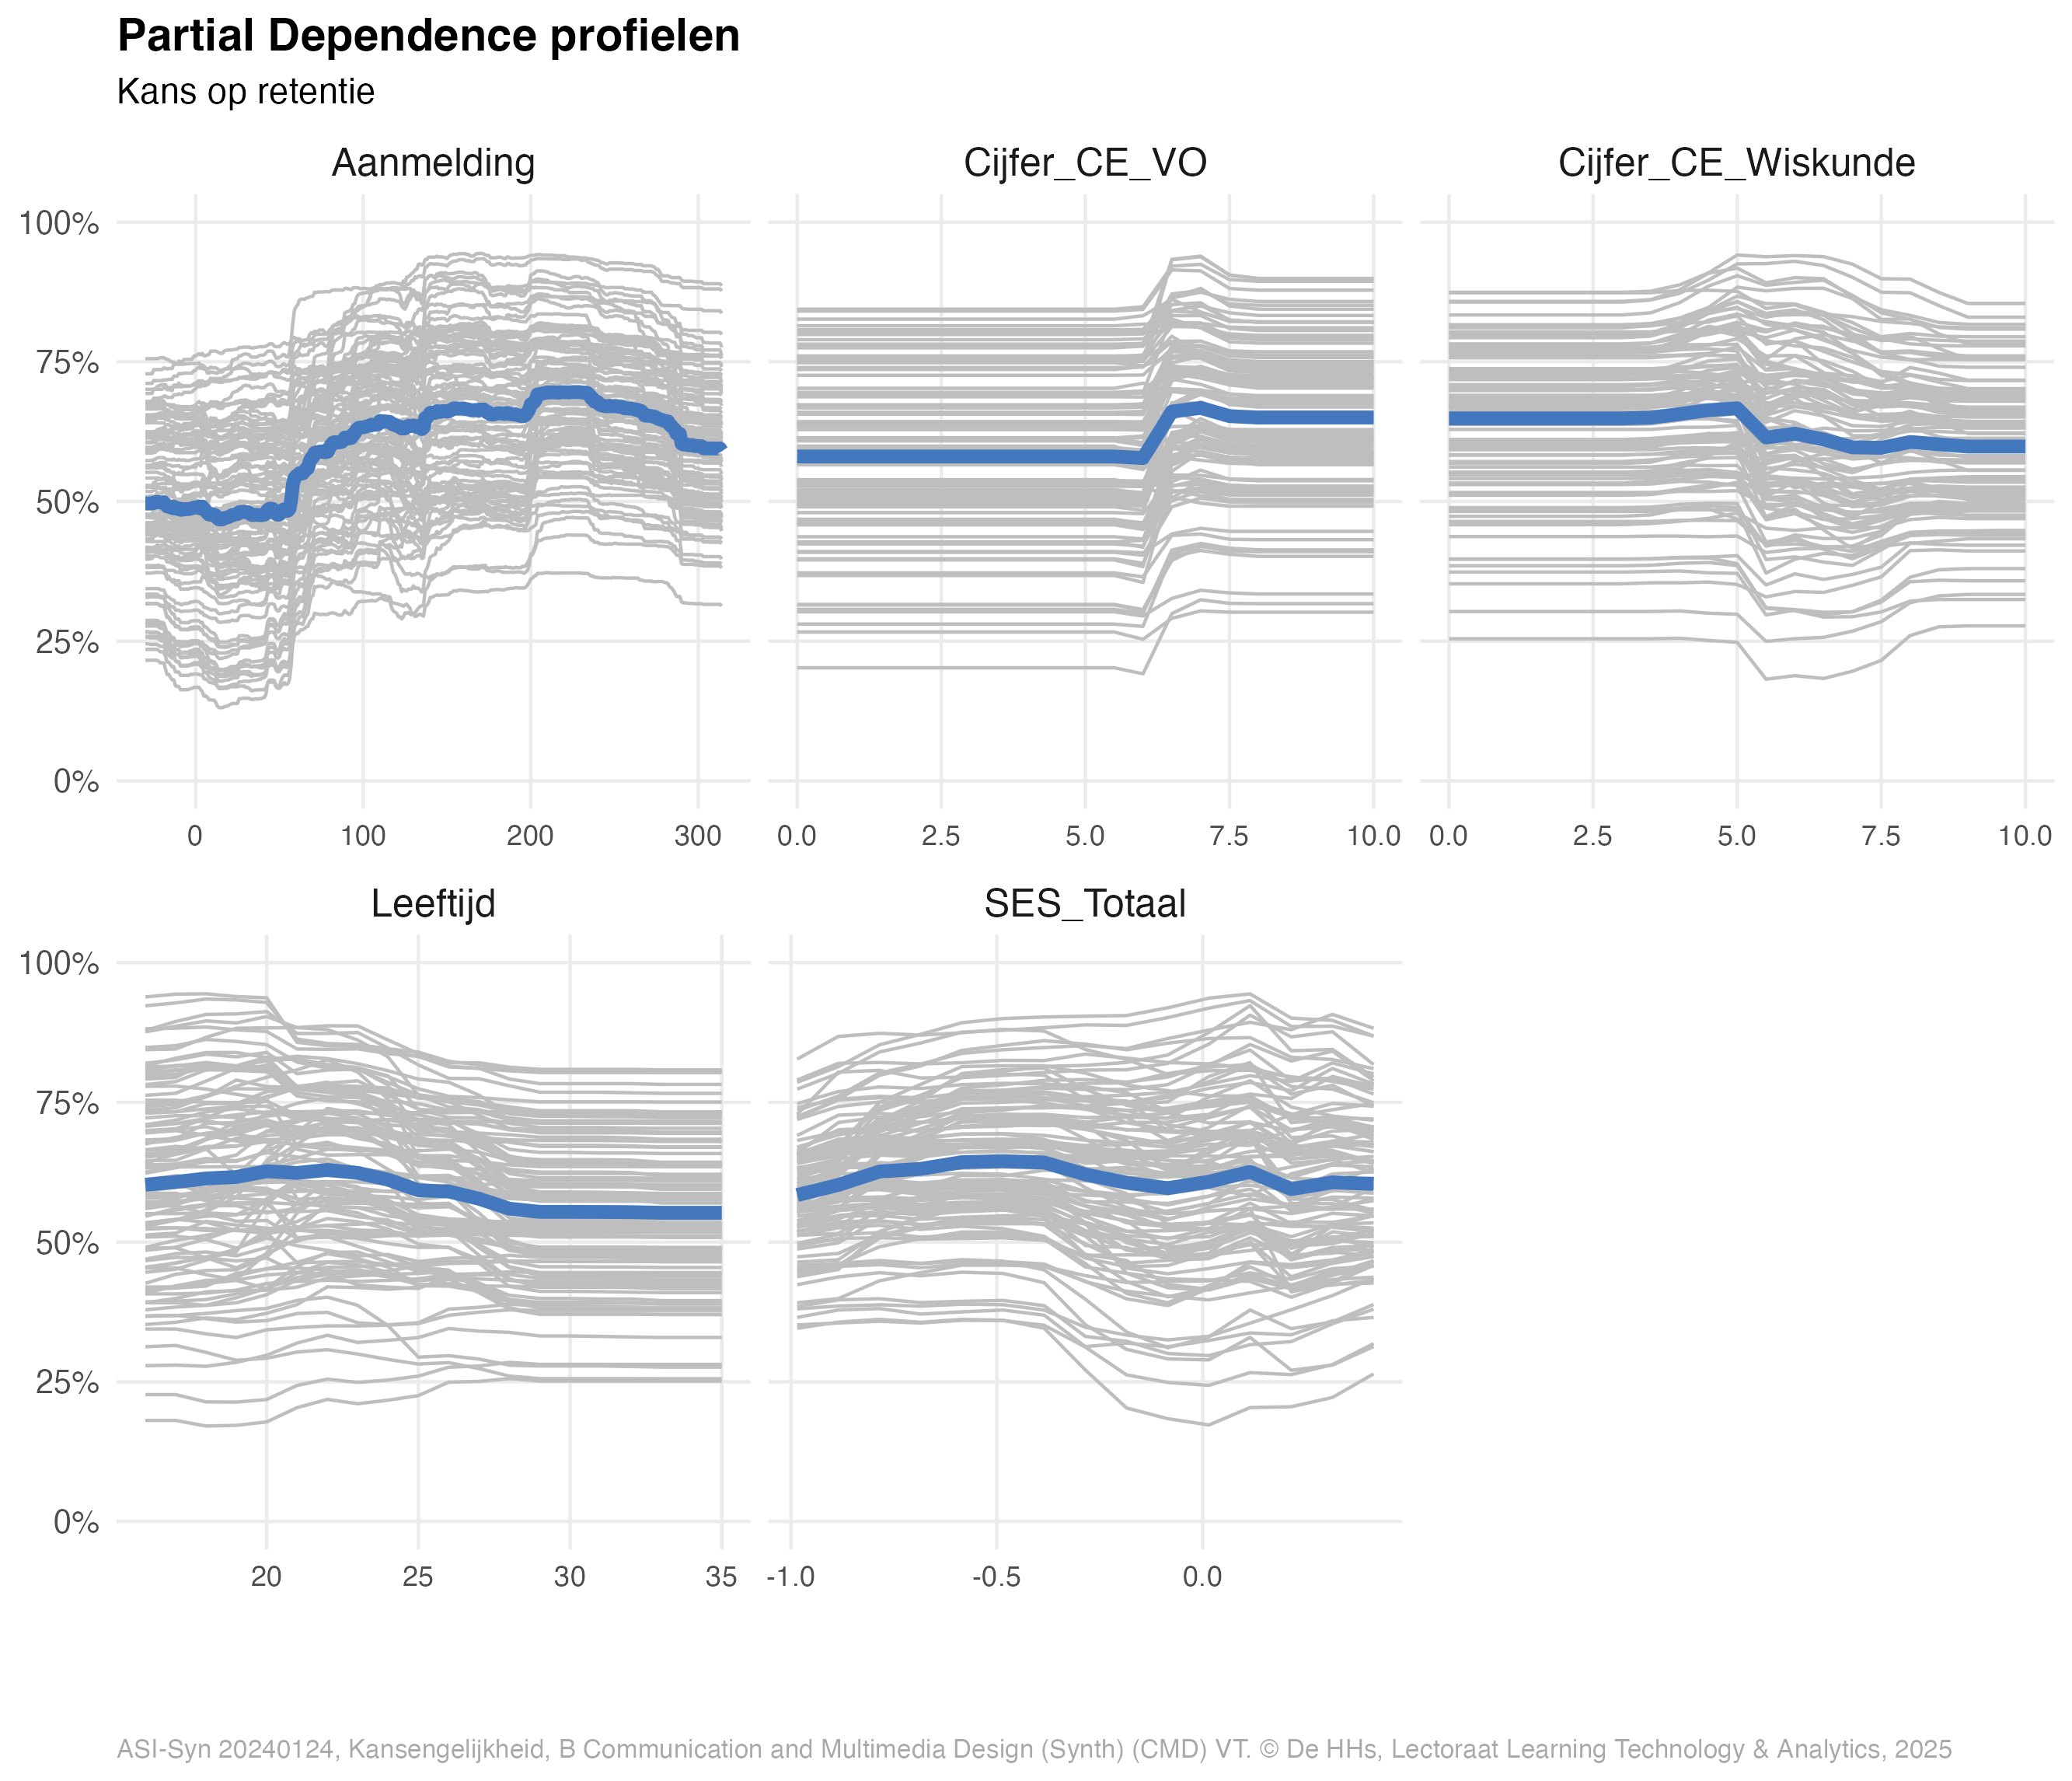 Partial Dependence profielen
Kans op retentie
Aanmelding Cijfer_CE_VO Cijfer_CE_Wiskunde
100%
75%
50%
25%
0%
0 100 200 300 0.0 2.5 5.0 7.5 10.0 0.0 2.5 5.0 7.5 10.0
Leeftijd SES_Totaal
100%
75%
50%
25%
0%
20 25 30 35 -1.0 -0.5 0.0
ASI-Syn 20240124, Kansengelijkheid, B Communication and Multimedia Design (Synth) (CMD) VT. © De HHs, Lectoraat Learning Technology & Analytics, 2025